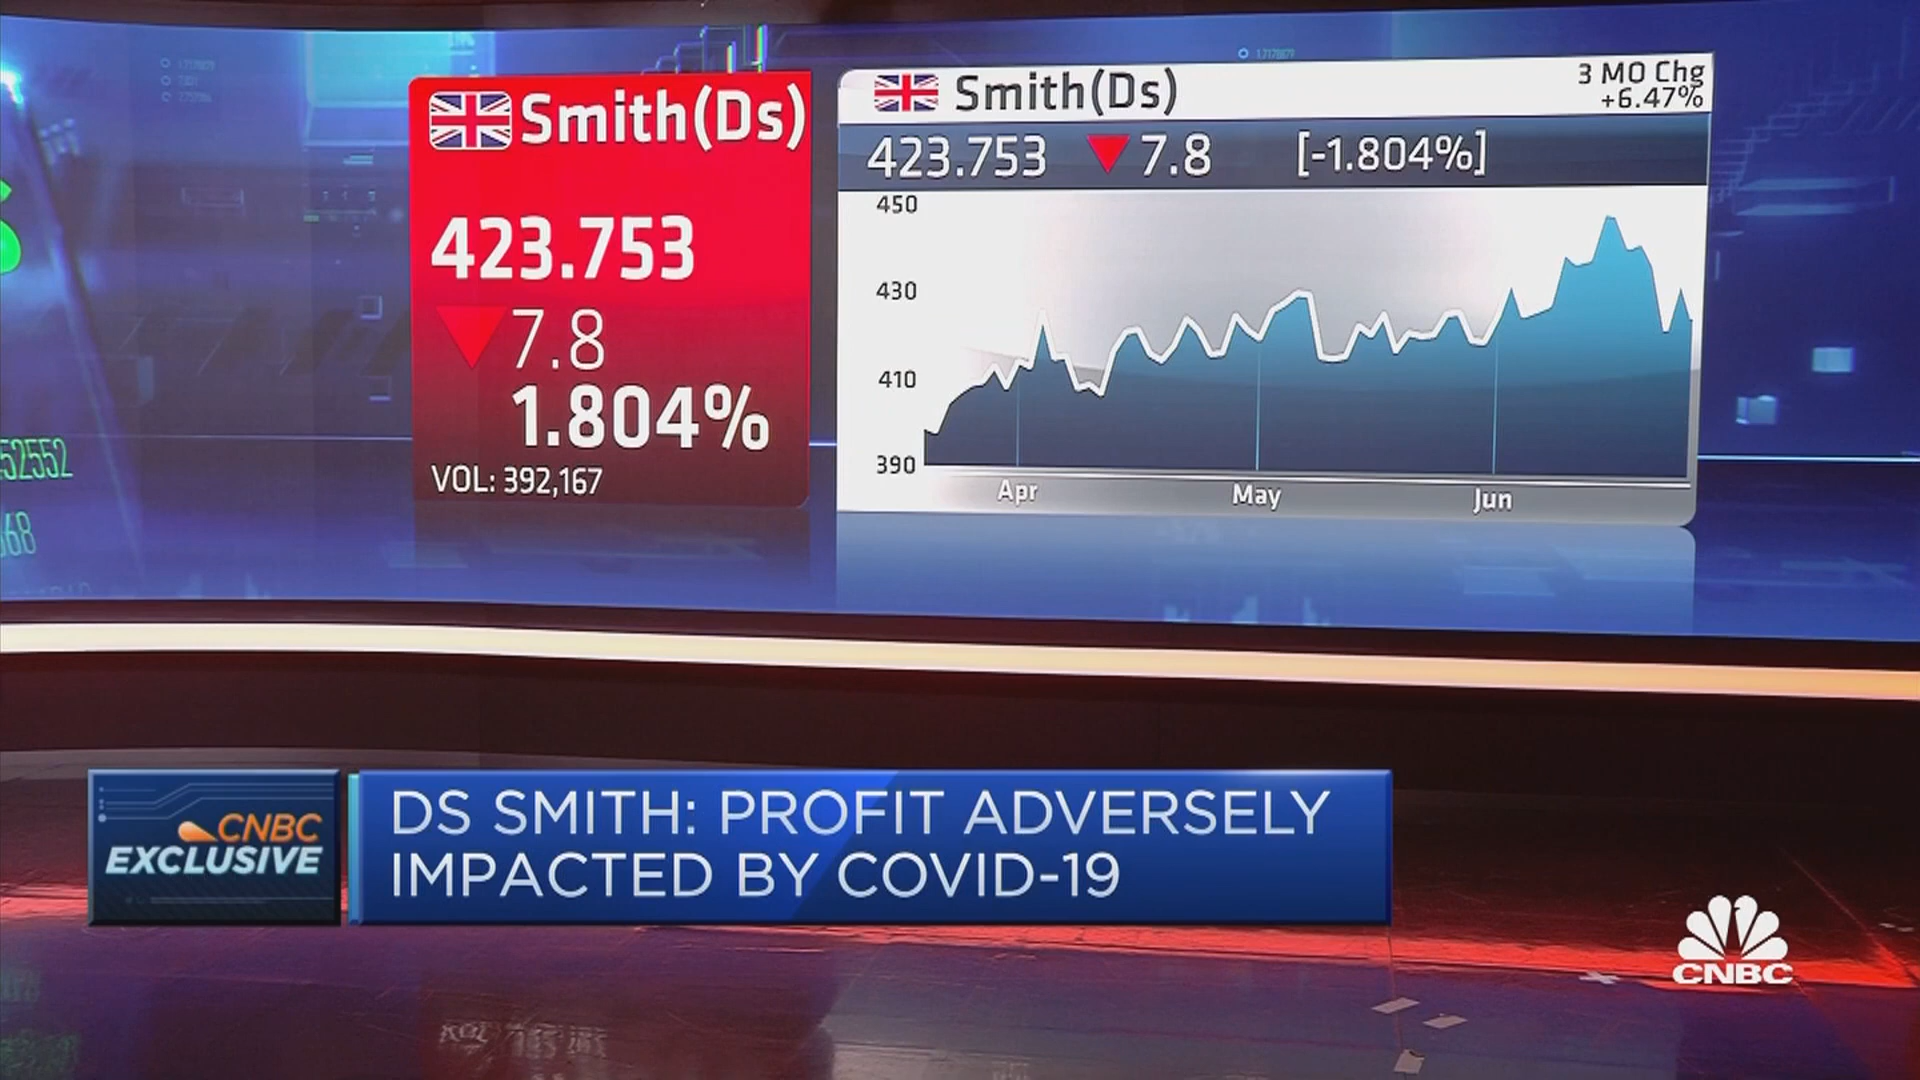 Smith(Ds)
423.753
7.8
1.804%
VOL: 392,167
Smith(Ds)
3 MO Chg
+6.47%
423.753 7.8 [-1.804%]
450
430
410
390
Apr May Jun
52552
68
CNBC
EXCLUSIVE
DS SMITH: PROFIT ADVERSELY
IMPACTED BY COVID-19
CNBC